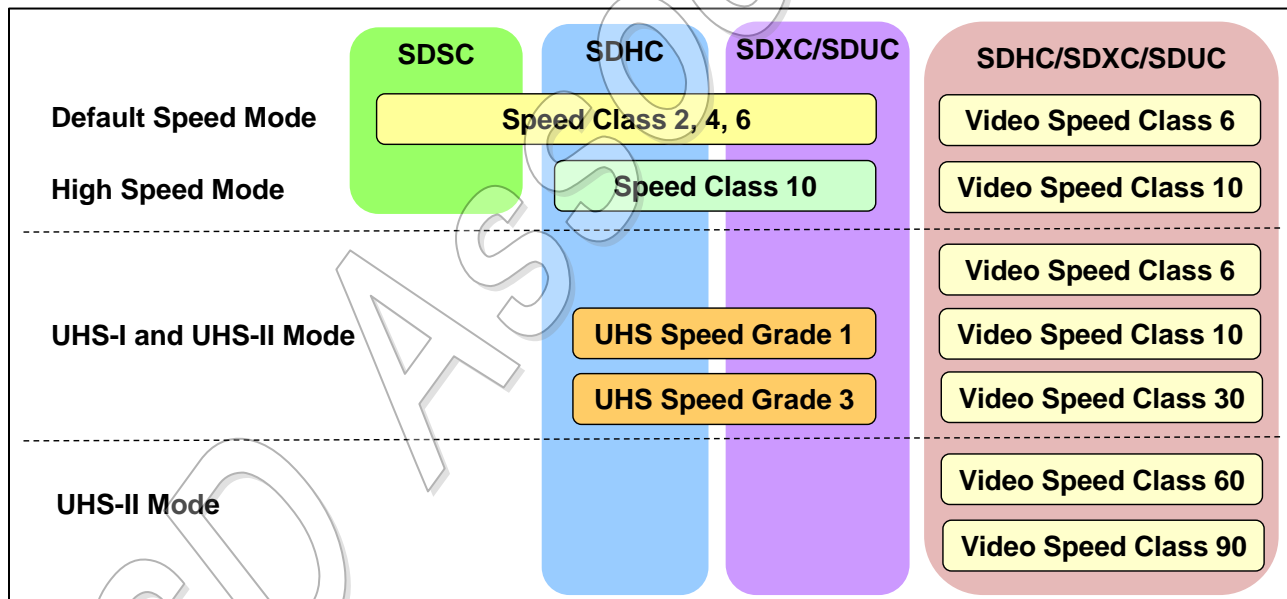 SDSC SDHC SDXC/SDUC SDHC/SDXC/SDUC
Default Speed Mode Speed Class 2, 4, 6 Video Speed Class 6
High Speed Mode Speed Class 10 Video Speed Class 10
Video Speed Class 6
UHS-I and UHS-II Mode UHS Speed Grade 1 Video Speed Class 10
UHS Speed Grade 3 Video Speed Class 30
Video Speed Class 60
UHS-II Mode
Video Speed Class 90
SD Asso